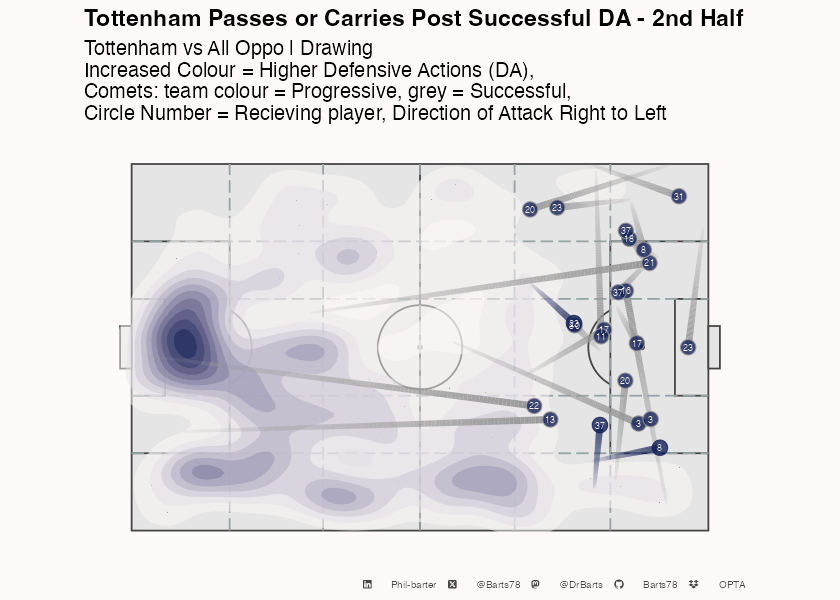 Tottenham Passes or Carries Post Successful DA - 2nd Half
Tottenham vs All Oppo | Drawing
Increased Colour = Higher Defensive Actions (DA),
Comets: team colour = Progressive, grey = Successful,
Circle Number = Recieving player, Direction of Attack Right to Left
31
20 23
37
18
8
21
37 16
17
11
17
23
20
22
13
37
3 3
8
Phil-barter @Barts78 @DrBarts Barts78 OPTA